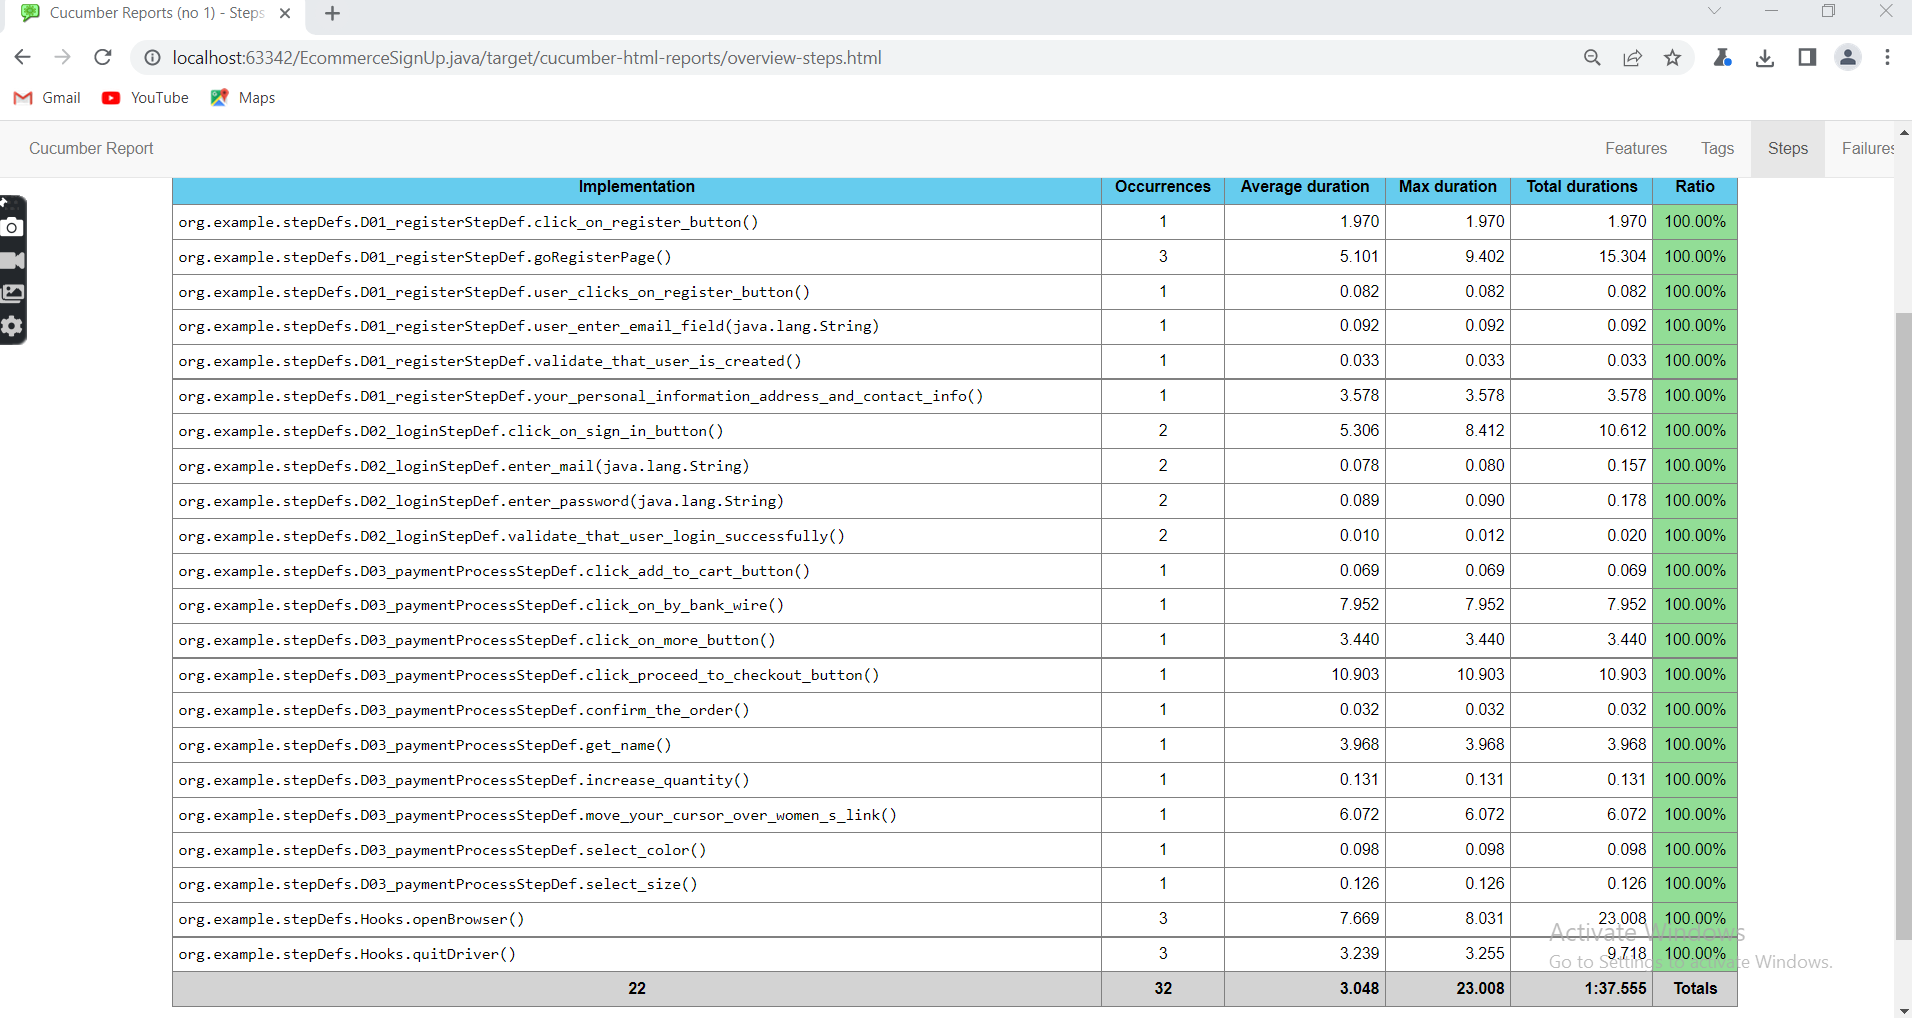 Cucumber Reports (no 1) - Steps
localhost:63342/EcommerceSignUp.java/target/cucumber-html-reports/overview-steps.html
Gmail YouTube Maps
Cucumber Report Features Tags Steps Failures
Implementation Occurrences Average duration Max duration Total durations Ratio
org.example.stepDefs.D01_registerStepDef.click_on_register_button() 1 1.970 1.970 1.970 100.00%
org.example.stepDefs.D01_registerStepDef.goRegisterPage() 3 5.101 9.402 15.304 100.00%
org.example.stepDefs.D01_registerStepDef.user_clicks_on_register_button() 1 0.082 0.082 0.082 100.00%
org.example.stepDefs.D01_registerStepDef.user_enter_email_field(java.lang.String) 1 0.092 0.092 0.092 100.00%
org.example.stepDefs.D01_registerStepDef.validate_that_user_is_created() 1 0.033 0.033 0.033 100.00%
org.example.stepDefs.D01_registerStepDef.your_personal_information_address_and_contact_info() 1 3.578 3.578 3.578 100.00%
org.example.stepDefs.D02_loginStepDef.click_on_sign_in_button() 2 5.306 8.412 10.612 100.00%
org.example.stepDefs.D02_loginStepDef.enter_mail(java.lang.String) 2 0.078 0.080 0.157 100.00%
org.example.stepDefs.D02_loginStepDef.enter_password(java.lang.String) 2 0.089 0.090 0.178 100.00%
org.example.stepDefs.D02_loginStepDef.validate_that_user_login_successfully() 2 0.010 0.012 0.020 100.00%
org.example.stepDefs.D03_paymentProcessStepDef.click_add_to_cart_button() 1 0.069 0.069 0.069 100.00%
org.example.stepDefs.D03_paymentProcessStepDef.click_on_by_bank_wire() 1 7.952 7.952 7.952 100.00%
org.example.stepDefs.D03_paymentProcessStepDef.click_on_more_button() 1 3.440 3.440 3.440 100.00%
org.example.stepDefs.D03_paymentProcessStepDef.click_proceed_to_checkout_button() 1 10.903 10.903 10.903 100.00%
org.example.stepDefs.D03_paymentProcessStepDef.confirm_the_order() 1 0.032 0.032 0.032 100.00%
org.example.stepDefs.D03_paymentProcessStepDef.get_name() 1 3.968 3.968 3.968 100.00%
org.example.stepDefs.D03_paymentProcessStepDef.increase_quantity() 1 0.131 0.131 0.131 100.00%
org.example.stepDefs.D03_paymentProcessStepDef.move_your_cursor_over_women_s_link() 1 6.072 6.072 6.072 100.00%
org.example.stepDefs.D03_paymentProcessStepDef.select_color() 1 0.098 0.098 0.098 100.00%
org.example.stepDefs.D03_paymentProcessStepDef.select_size() 1 0.126 0.126 0.126 100.00%
org.example.stepDefs.Hooks.openBrowser() 3 7.669 8.031 23.008 100.00%
Activate Windows
org.example.stepDefs.Hooks.quitDriver() 3 3.239 3.255 9.718 100.00%
Go to Settings to activate Windows.
22 32 3.048 23.008 1:37.555 Totals